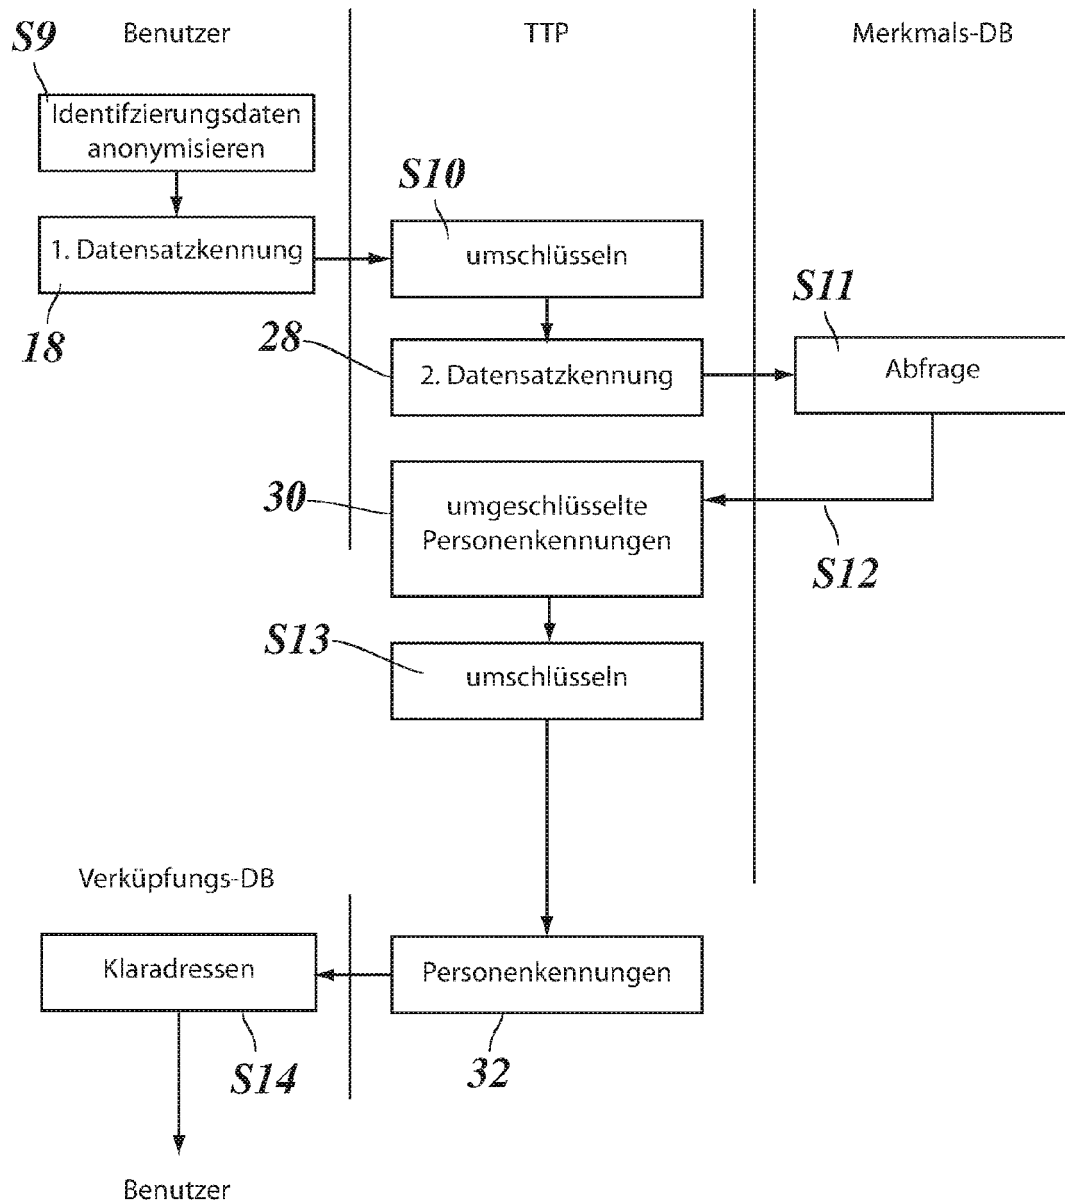 Benutzer
TTP
Merkmals-DB
S9
Identifzierungsdaten
anonymisieren
S10
1. Datensatzkennung
umschlüsseln
S11
18
28
2. Datensatzkennung
Abfrage
30
umgeschlüsselte
Personenkennungen
S12
S13
umschlüsseln
Verküpfungs-DB
Klaradressen
Personenkennungen
S14
32
Benutzer